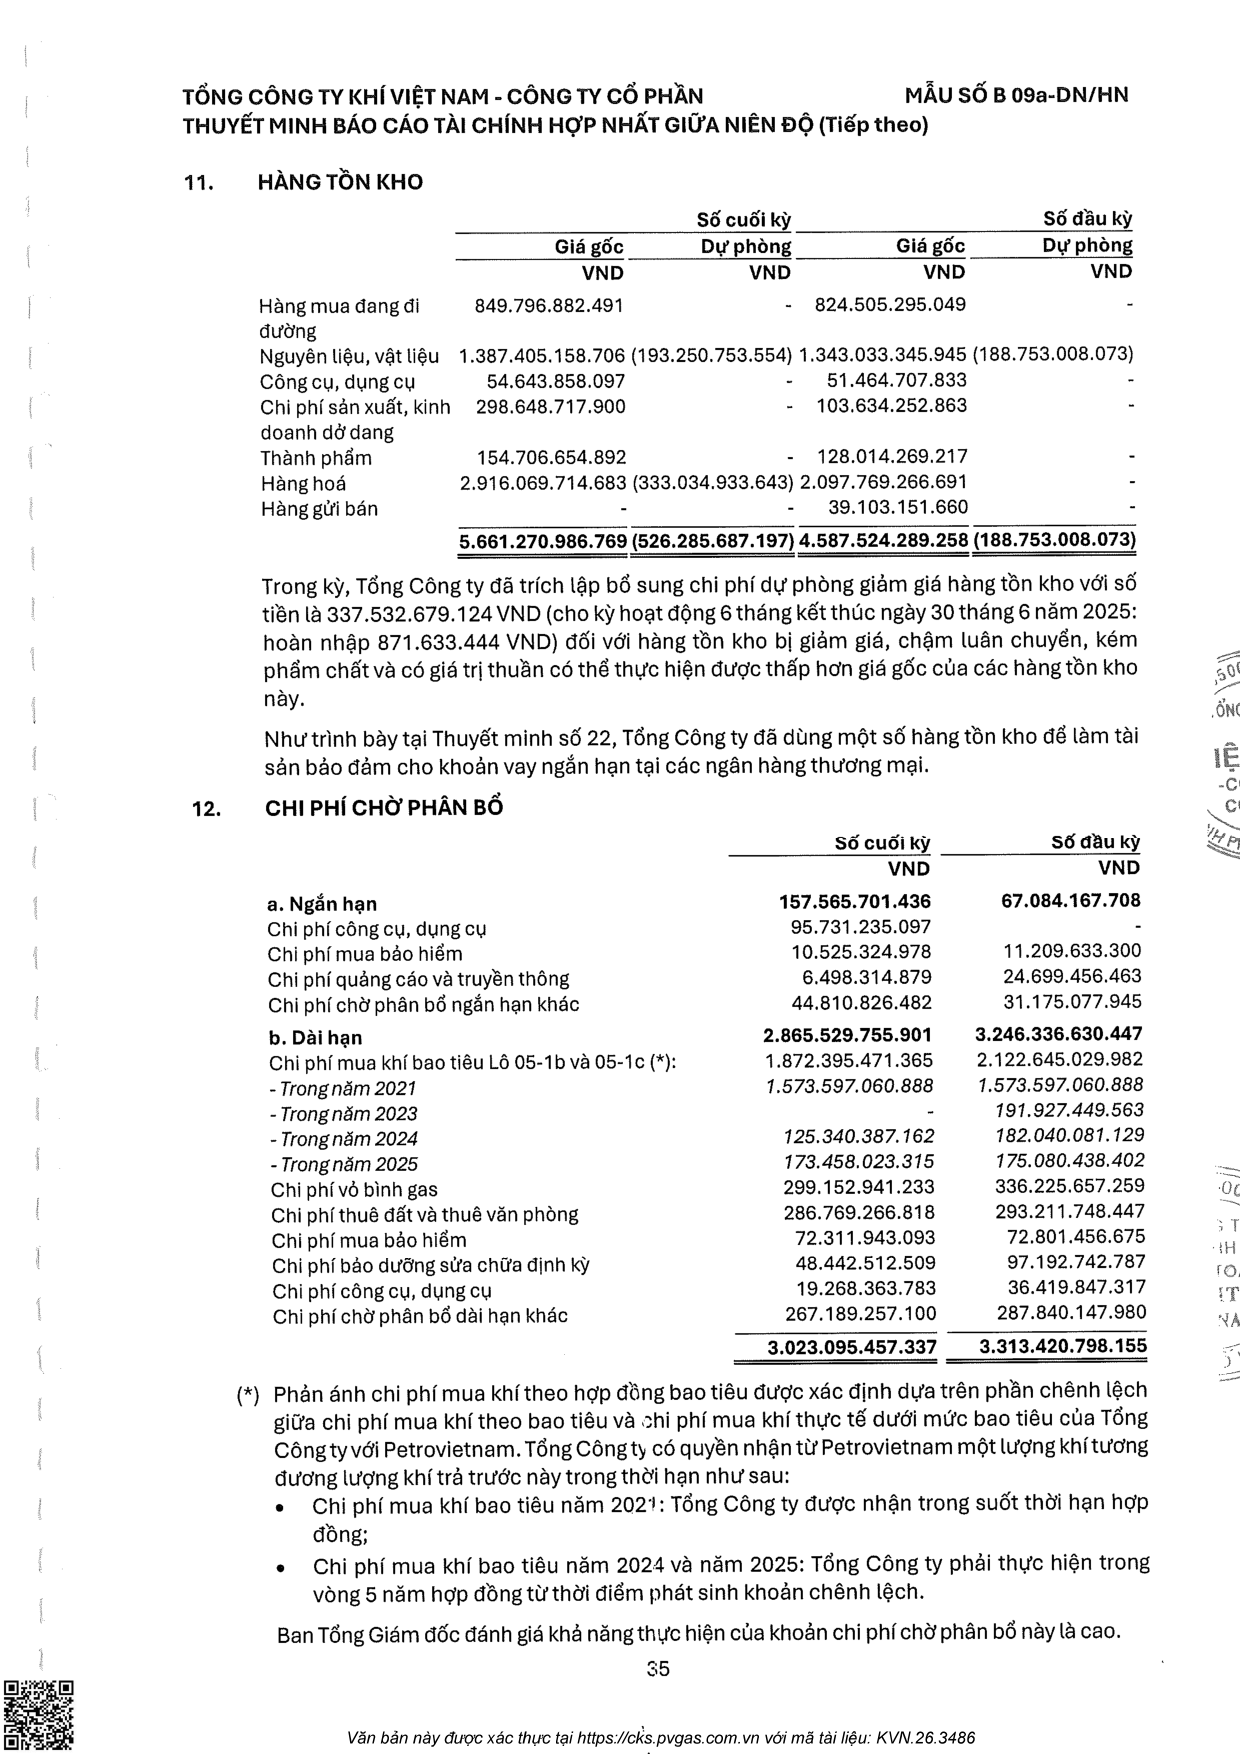 TỔNG CÔNG TY KHÍ VIỆT NAM - CÔNG TY CỔ PHẦN MẪU SỐ B 09a-DN/HN
THUYẾT MINH BÁO CÁO TÀI CHÍNH HỢP NHẤT GIỮA NIÊN ĐỘ (Tiếp theo)
11. HÀNG TỒN KHO
Số cuối kỳ Số đầu kỳ
Giá gốc Dự phòng Giá gốc Dự phòng
VND VND VND VND
Hàng mua đang đi 849.796.882.491 - 824.505.295.049 -
đường
Nguyên liệu, vật liệu 1.387.405.158.706 (193.250.753.554) 1.343.033.345.945 (188.753.008.073)
Công cụ, dụng cụ 54.643.858.097 - 51.464.707.833 -
Chi phí sản xuất, kinh 298.648.717.900 - 103.634.252.863 -
doanh dở dang
Thành phẩm 154.706.654.892 - 128.014.269.217 -
Hàng hoá 2.916.069.714.683 (333.034.933.643) 2.097.769.266.691 -
Hàng gửi bán - - 39.103.151.660 -
5.661.270.986.769 (526.285.687.197) 4.587.524.289.258 (188.753.008.073)
Trong kỳ, Tổng Công ty đã trích lập bổ sung chi phí dự phòng giảm giá hàng tồn kho với số
tiền là 337.532.679.124 VND (cho kỳ hoạt động 6 tháng kết thúc ngày 30 tháng 6 năm 2025:
hoàn nhập 871.633.444 VND) đối với hàng tồn kho bị giảm giá, chậm luân chuyển, kém
phẩm chất và có giá trị thuần có thể thực hiện được thấp hơn giá gốc của các hàng tồn kho
này.
Như trình bày tại Thuyết minh số 22, Tổng Công ty đã dùng một số hàng tồn kho để làm tài
sản bảo đảm cho khoản vay ngắn hạn tại các ngân hàng thương mại.
12. CHI PHÍ CHỜ PHÂN BỔ
Số cuối kỳ Số đầu kỳ
VND VND
a. Ngắn hạn 157.565.701.436 67.084.167.708
Chi phí công cụ, dụng cụ 95.731.235.097 -
Chi phí mua bảo hiểm 10.525.324.978 11.209.633.300
Chi phí quảng cáo và truyền thông 6.498.314.879 24.699.456.463
Chi phí chờ phân bổ ngắn hạn khác 44.810.826.482 31.175.077.945
b. Dài hạn 2.865.529.755.901 3.246.336.630.447
Chi phí mua khí bao tiêu Lô 05-1b và 05-1c (*): 1.872.395.471.365 2.122.645.029.982
- Trong năm 2021 1.573.597.060.888 1.573.597.060.888
- Trong năm 2023 - 191.927.449.563
- Trong năm 2024 125.340.387.162 182.040.081.129
- Trong năm 2025 173.458.023.315 175.080.438.402
Chi phí vỏ bình gas 299.152.941.233 336.225.657.259
Chi phí thuê đất và thuê văn phòng 286.769.266.818 293.211.748.447
Chi phí mua bảo hiểm 72.311.943.093 72.801.456.675
Chi phí bảo dưỡng sửa chữa định kỳ 48.442.512.509 97.192.742.787
Chi phí công cụ, dụng cụ 19.268.363.783 36.419.847.317
Chi phí chờ phân bổ dài hạn khác 267.189.257.100 287.840.147.980
3.023.095.457.337 3.313.420.798.155
(*) Phản ánh chi phí mua khí theo hợp đồng bao tiêu được xác định dựa trên phần chênh lệch
giữa chi phí mua khí theo bao tiêu và chi phí mua khí thực tế dưới mức bao tiêu của Tổng
Công ty với Petrovietnam. Tổng Công ty có quyền nhận từ Petrovietnam một lượng khí tương
đương lượng khí trả trước này trong thời hạn như sau:
• Chi phí mua khí bao tiêu năm 2021: Tổng Công ty được nhận trong suốt thời hạn hợp
đồng;
• Chi phí mua khí bao tiêu năm 2024 và năm 2025: Tổng Công ty phải thực hiện trong
vòng 5 năm hợp đồng từ thời điểm phát sinh khoản chênh lệch.
Ban Tổng Giám đốc đánh giá khả năng thực hiện của khoản chi phí chờ phân bổ này là cao.
35
Văn bản này được xác thực tại https://cks.pvgas.com.vn với mã tài liệu: KVN.26.3486